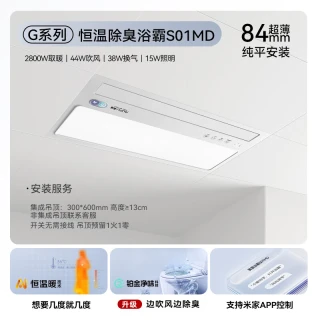 G系列 恒温除臭浴霸S01MD
2800W取暖 | 44W吹风 | 38W换气 | 15W照明
84mm超薄
纯平安装
安装服务
集成吊顶：300*600mm 高度≥13cm
非集成吊顶联系客服
开关无需接线 吊顶预留1火1零
AI 恒温暖
铂金净味
想要几度就几度
升级 边吹风边除臭
支持米家APP控制